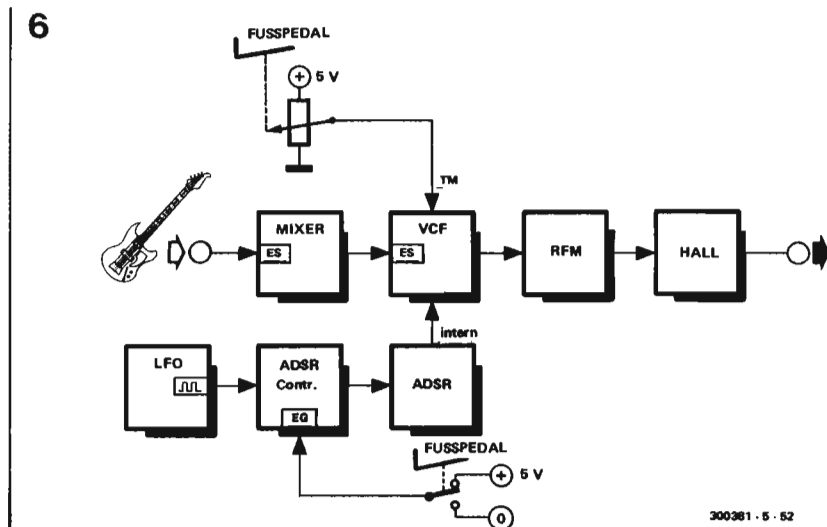 6
FUSSPEDAL
+ 5 V
_TM
MIXER
VCF
RFM
HALL
ES
ES
intern
LFO
ADSR
Contr.
ADSR
EG
FUSSPEDAL
+ 5 V
0
300361 - 5 - 52